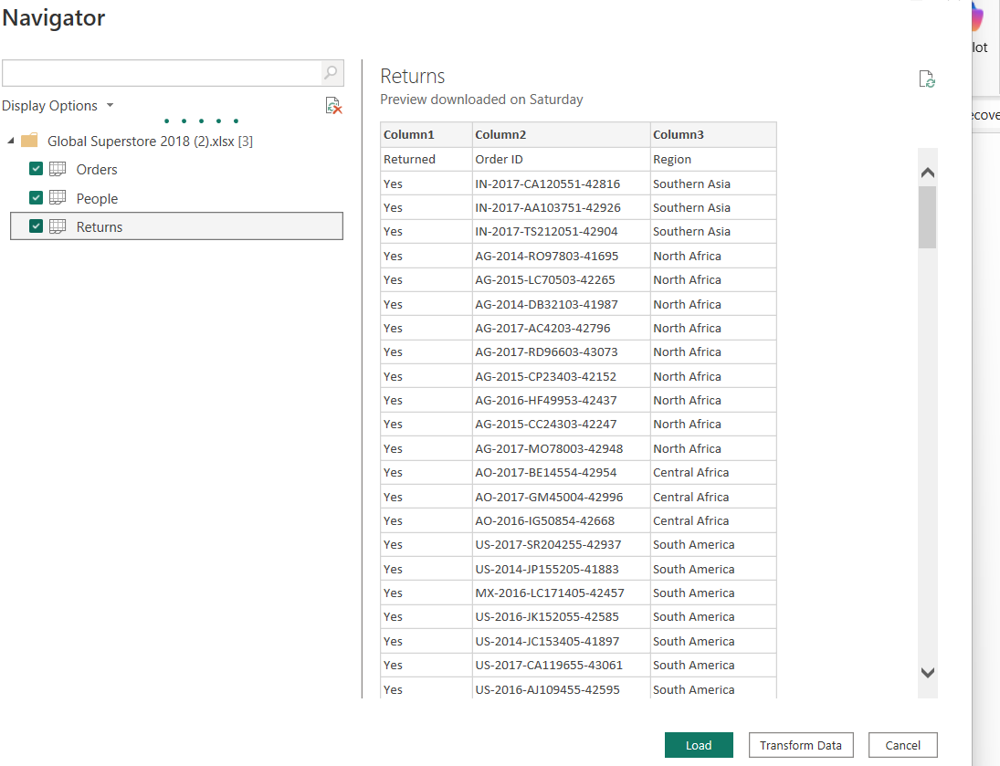 Navigator
Display Options
Global Superstore 2018 (2).xlsx [3]
Orders
People
Returns
Returns
Preview downloaded on Saturday
Column1 Column2 Column3
Returned Order ID Region
Yes IN-2017-CA120551-42816 Southern Asia
Yes IN-2017-AA103751-42926 Southern Asia
Yes IN-2017-TS212051-42904 Southern Asia
Yes AG-2014-RO97803-41695 North Africa
Yes AG-2015-LC70503-42265 North Africa
Yes AG-2014-DB32103-41987 North Africa
Yes AG-2017-AC4203-42796 North Africa
Yes AG-2017-RD96603-43073 North Africa
Yes AG-2015-CP23403-42152 North Africa
Yes AG-2016-HF49953-42437 North Africa
Yes AG-2015-CC24303-42247 North Africa
Yes AG-2017-MO78003-42948 North Africa
Yes AO-2017-BE14554-42954 Central Africa
Yes AO-2017-GM45004-42996 Central Africa
Yes AO-2016-IG50854-42668 Central Africa
Yes US-2017-SR204255-42937 South America
Yes US-2014-JP155205-41883 South America
Yes MX-2016-LC171405-42457 South America
Yes US-2016-JK152055-42585 South America
Yes US-2014-JC153405-41897 South America
Yes US-2017-CA119655-43061 South America
Yes US-2016-AJ109455-42595 South America
Load Transform Data Cancel
lot
ecove